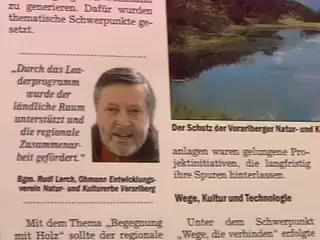 zu generieren. Dafür wurden
thematische Schwerpunkte ge-
setzt.
„Durch das Lea-
derprogramm
wurde der
ländliche Raum
unterstützt und
die regionale
Zusammenar-
beit gefördert.“
Bgm. Rudi Lerch, Obmann Entwicklungs-
verein Natur- und Kulturerbe Vorarlberg
Mit dem Thema „Begegnung
mit Holz“ sollte der regionale
Der Schutz der Vorarlberger Natur- und K
anlagen waren gelungene Pro-
jektinitiativen, die langfristig
ihre Spuren hinterlassen.
Wege, Kultur und Technologie
Unter dem Schwerpunkt
„Wege, die verbinden“ erfolgte